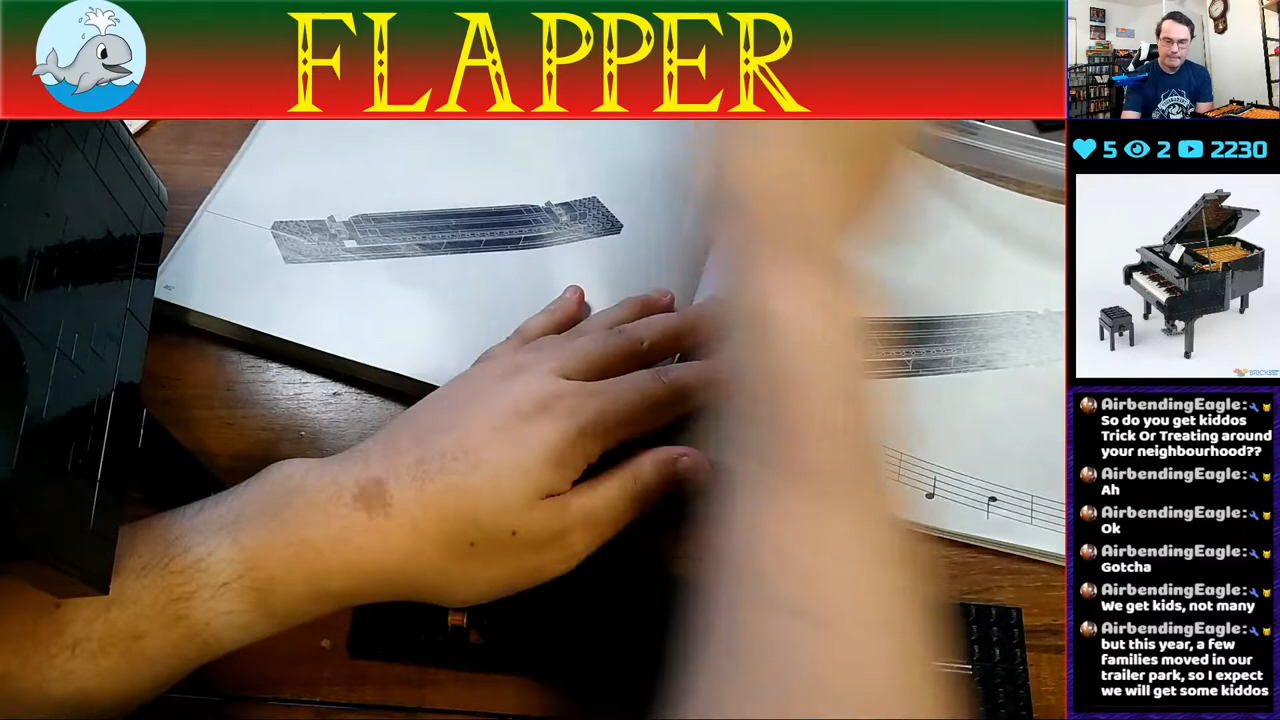 FLAPPER
5 2 2230
AirbendingEagle:
So do you get kiddos
Trick Or Treating around
your neighbourhood??
AirbendingEagle:
Ah
AirbendingEagle:
Ok
AirbendingEagle:
Gotcha
AirbendingEagle:
We get kids, not many
AirbendingEagle:
but this year, a few
families moved in our
trailer park, so I expect
we will get some kiddos